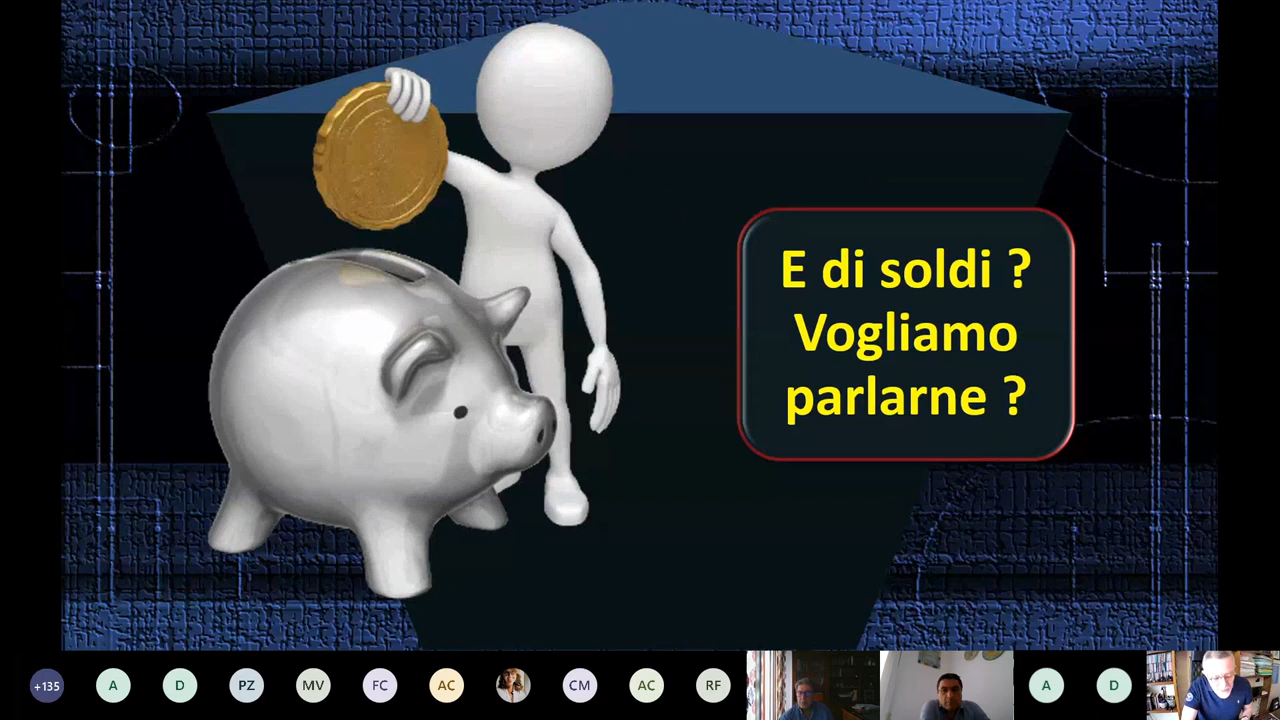 E di soldi ?
Vogliamo
parlarne ?
+135
A
D
PZ
MV
FC
AC
CM
AC
RF
A
D